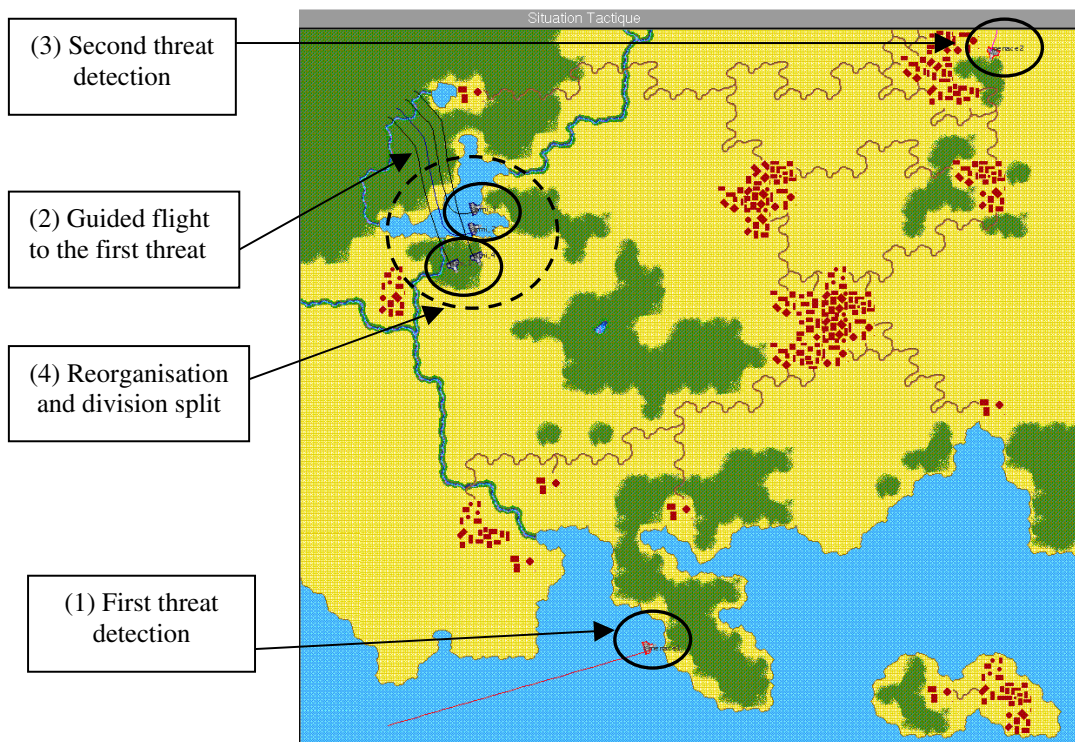 Situation Tactique
(3) Second threat
detection
menace2
(2) Guided flight
to the first threat
(4) Reorganisation
and division split
(1) First threat
detection